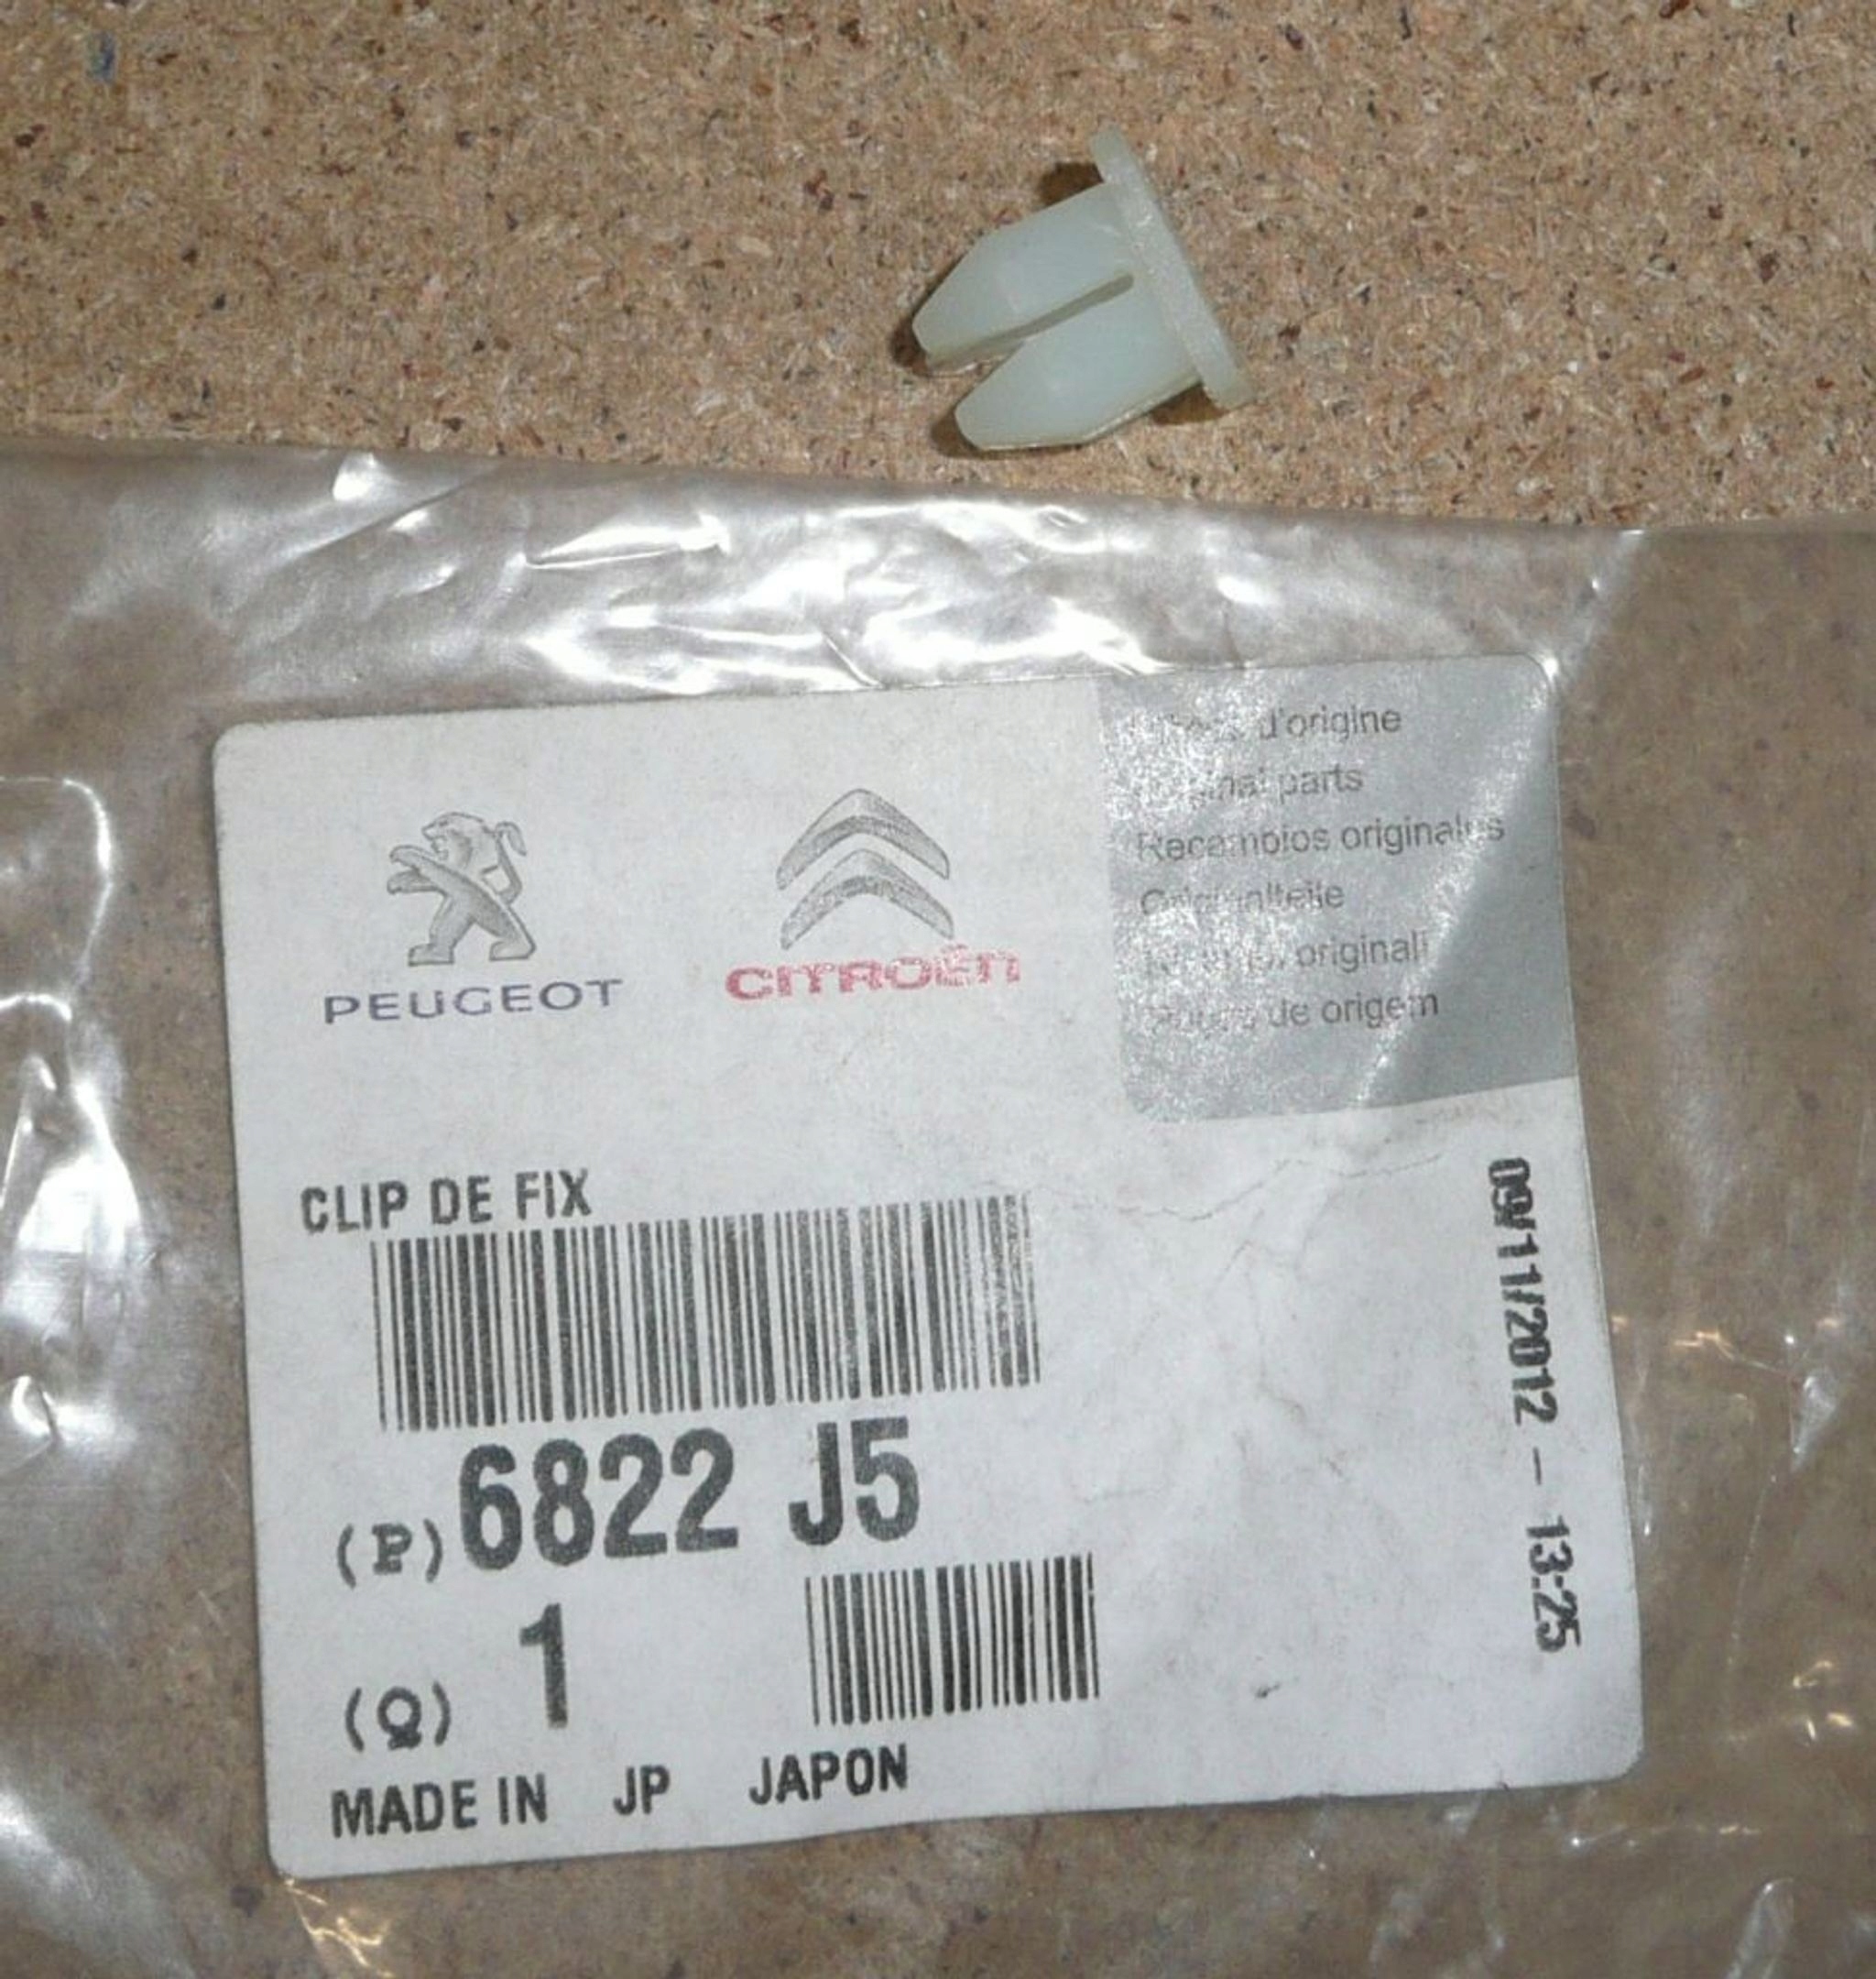 PEUGEOT
CITROËN
d'origine
parts
Recambios originales
Originalteile
originali
de origem
CLIP DE FIX
(P) 6822 J5
(Q) 1
MADE IN JP JAPON
09/11/2012 - 13:25